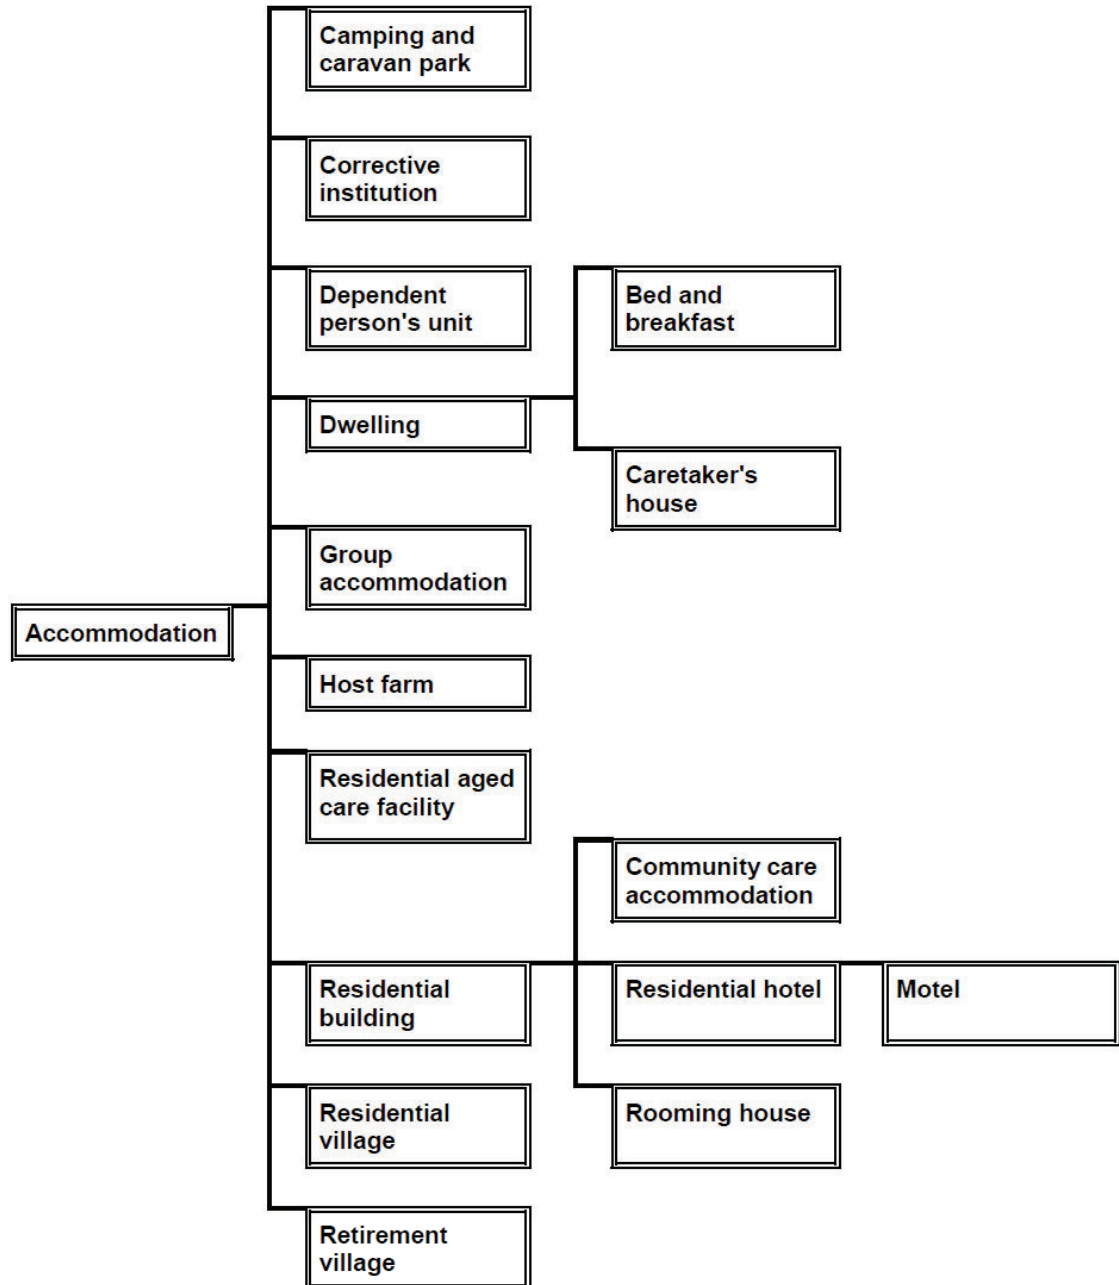 Camping and
caravan park
Corrective
institution
Dependent
person's unit
Bed and
breakfast
Dwelling
Caretaker's
house
Group
accommodation
Accommodation
Host farm
Residential aged
care facility
Community care
accommodation
Residential
building
Residential hotel
Motel
Residential
village
Rooming house
Retirement
village